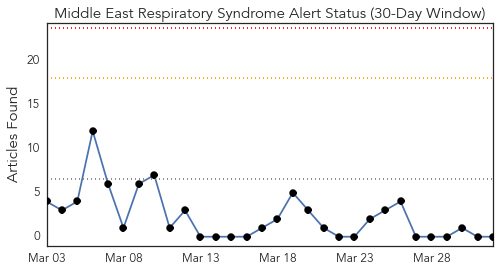 Middle East Respiratory Syndrome Alert Status (30-Day Window)
Articles Found
20
15
10
5
0
Mar 03 Mar 08 Mar 13 Mar 18 Mar 23 Mar 28